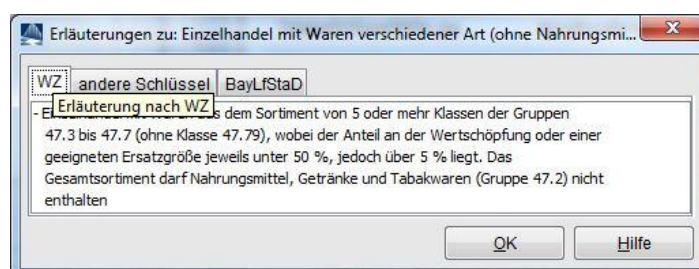 Erläuterungen zu: Einzelhandel mit Waren verschiedener Art (ohne Nahrungsmi...
WZ andere Schlüssel BayLfStaD
Erläuterung nach WZ
aus dem Sortiment von 5 oder mehr Klassen der Gruppen
47.3 bis 47.7 (ohne Klasse 47.79), wobei der Anteil an der Wertschöpfung oder einer
geeigneten Ersatzgröße jeweils unter 50 %, jedoch über 5 % liegt. Das
Gesamtsortiment darf Nahrungsmittel, Getränke und Tabakwaren (Gruppe 47.2) nicht
enthalten
OK Hilfe